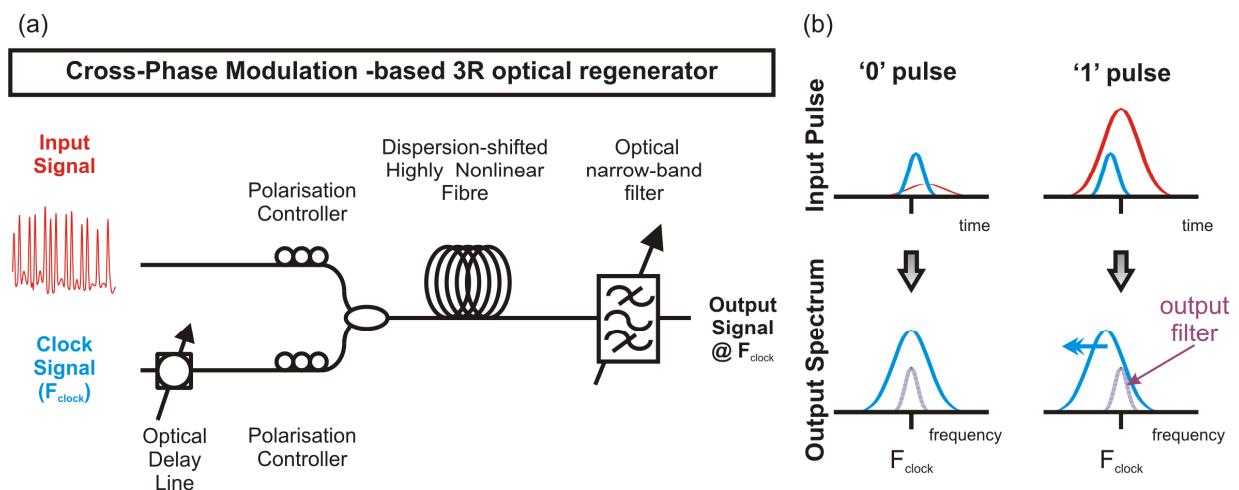 (a)
Cross-Phase Modulation -based 3R optical regenerator
Input
Signal
Polarisation
Controller
Dispersion-shifted
Highly Nonlinear
Fibre
Optical
narrow-band
filter
Clock
Signal
(Fclock)
Optical
Delay
Line
Polarisation
Controller
Output
Signal
@ Fclock
(b)
'0' pulse
'1' pulse
Input Pulse
time
time
Output Spectrum
output
filter
frequency
frequency
Fclock
Fclock